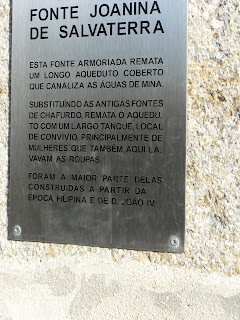 FONTE JOANINA
DE SALVATERRA
ESTA FONTE ARMORIADA REMATA
UM LONGO AQUEDUTO COBERTO
QUE CANALIZA AS ÁGUAS DE MINA.
SUBSTITUÍNDO AS ANTIGAS FONTES
DE CHAFURDO, REMATA O AQUEDU,
TO COM UM LARGO TANQUE, LOCAL
DE CONVÍVIO, PRINCIPALMENTE DE
MULHERES QUE TAMBÉM AQUI LA,
VAVAM AS ROUPAS.
FORAM A MAIOR PARTE DELAS
CONSTRUIDAS A PARTIR DA
ÉPOCA FILIPINA E DE D. JOÃO IV.